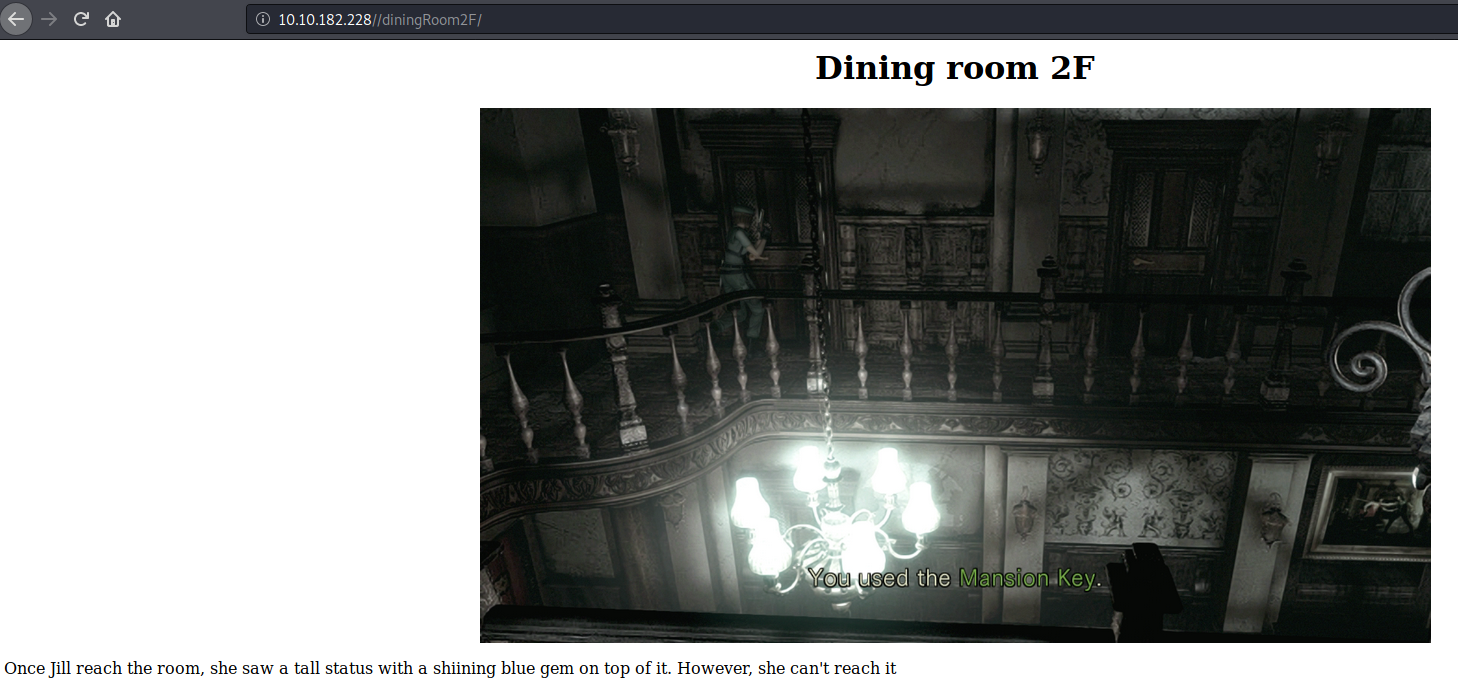 10.10.182.228//diningRoom2F/
Dining room 2F
You used the Mansion Key.
Once Jill reach the room, she saw a tall status with a shiining blue gem on top of it. However, she can't reach it